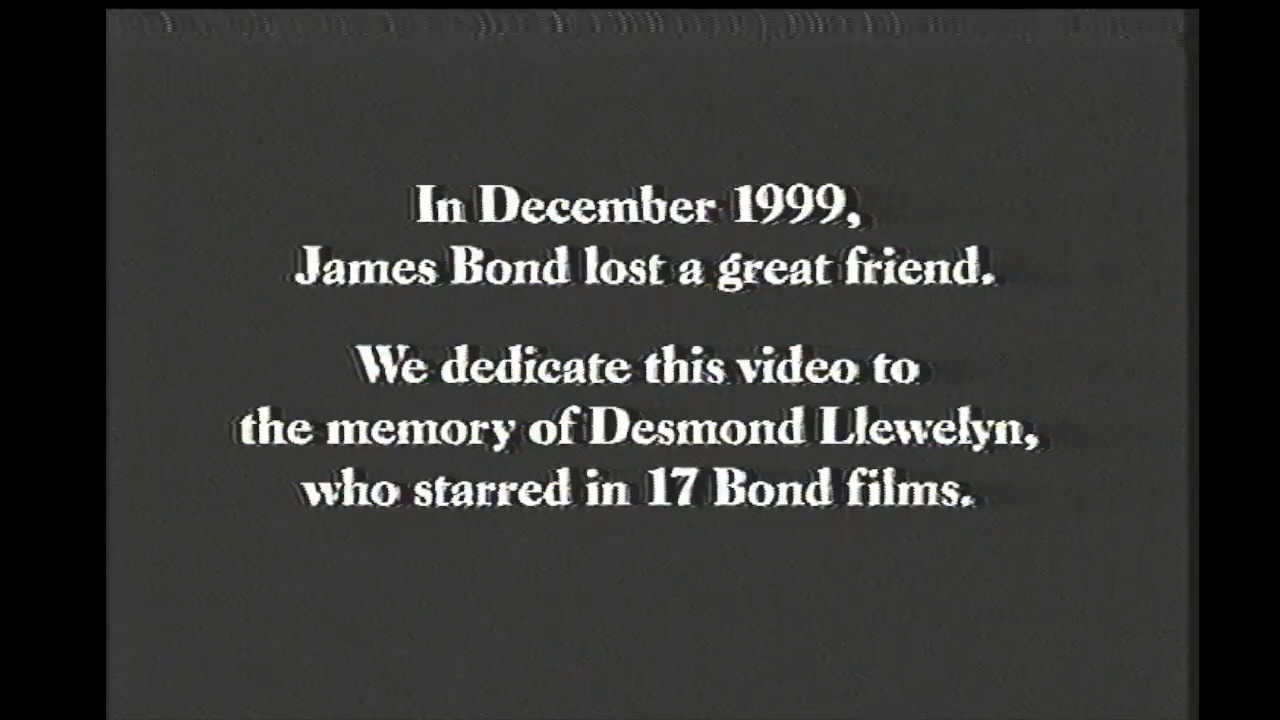 In December 1999,
James Bond lost a great friend.
We dedicate this video to
the memory of Desmond Llewelyn,
who starred in 17 Bond films.